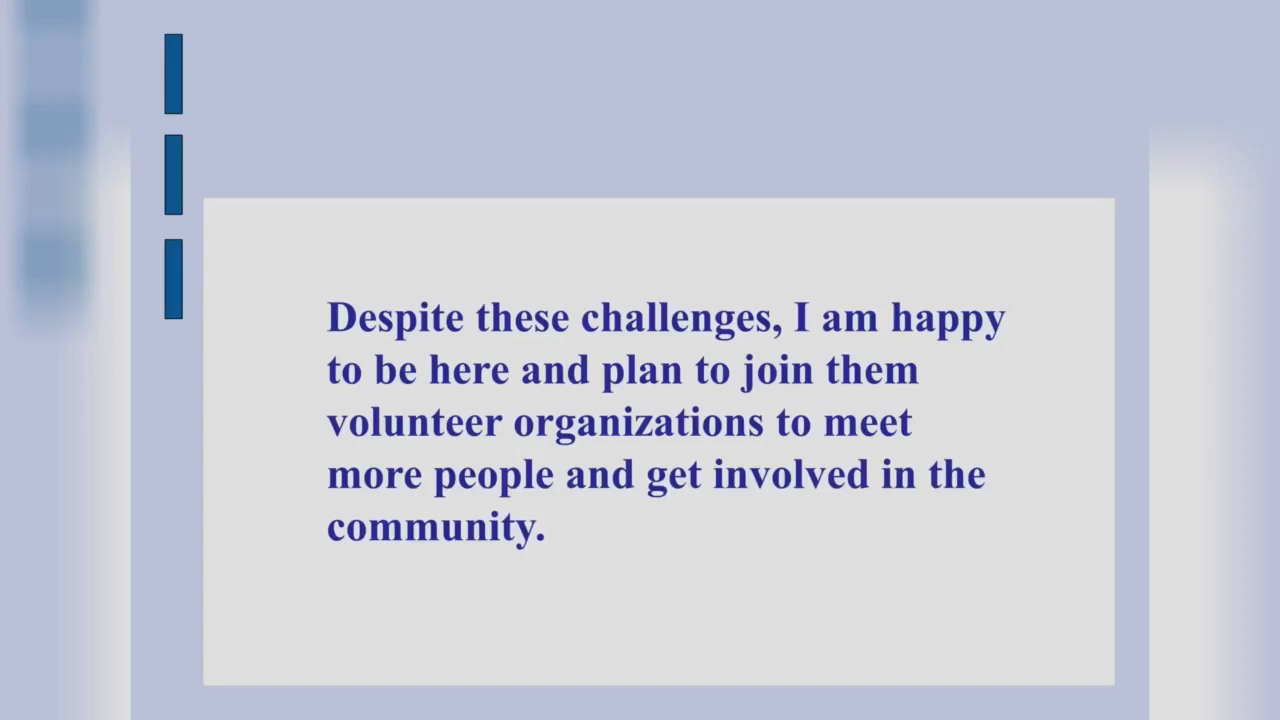 Despite these challenges, I am happy
to be here and plan to join them
volunteer organizations to meet
more people and get involved in the
community.